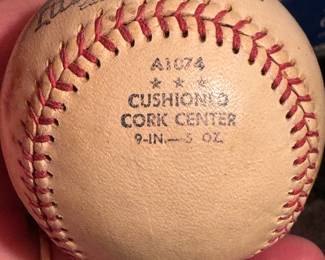 A1074
★ ★ ★
CUSHIONED
CORK CENTER
9-IN.—5 OZ.